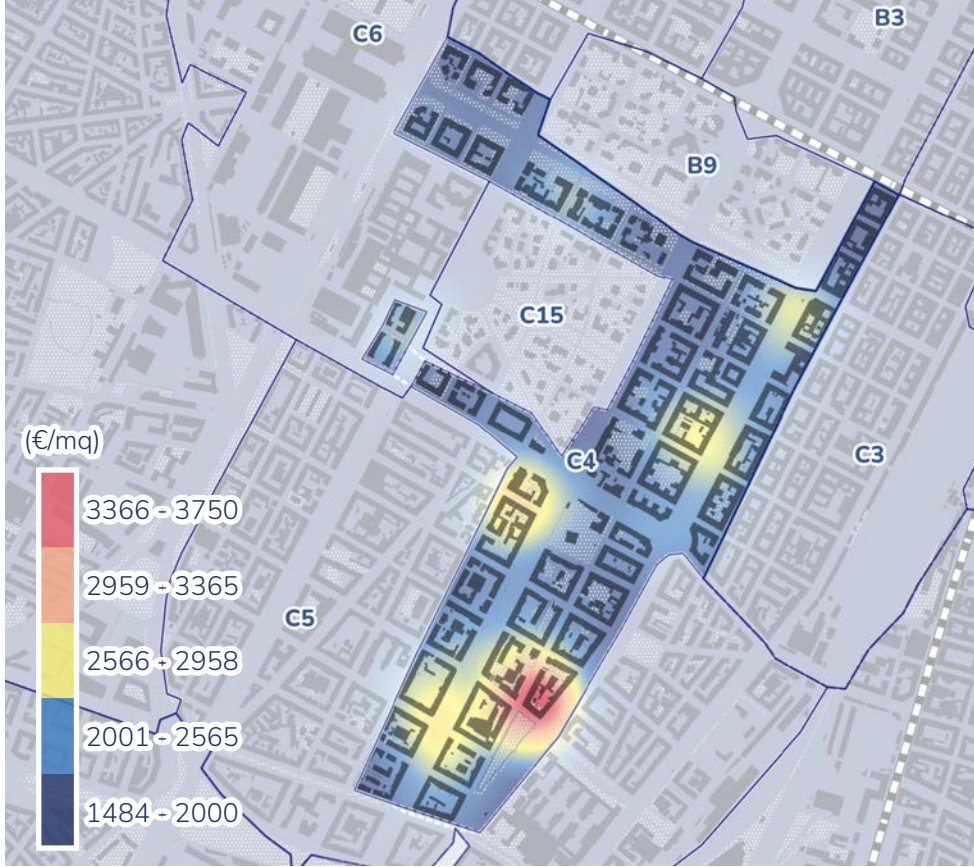 C6
B3
B9
C15
C4
C3
C5
(€/mq)
3366 - 3750
2959 - 3365
2566 - 2958
2001 - 2565
1484 - 2000